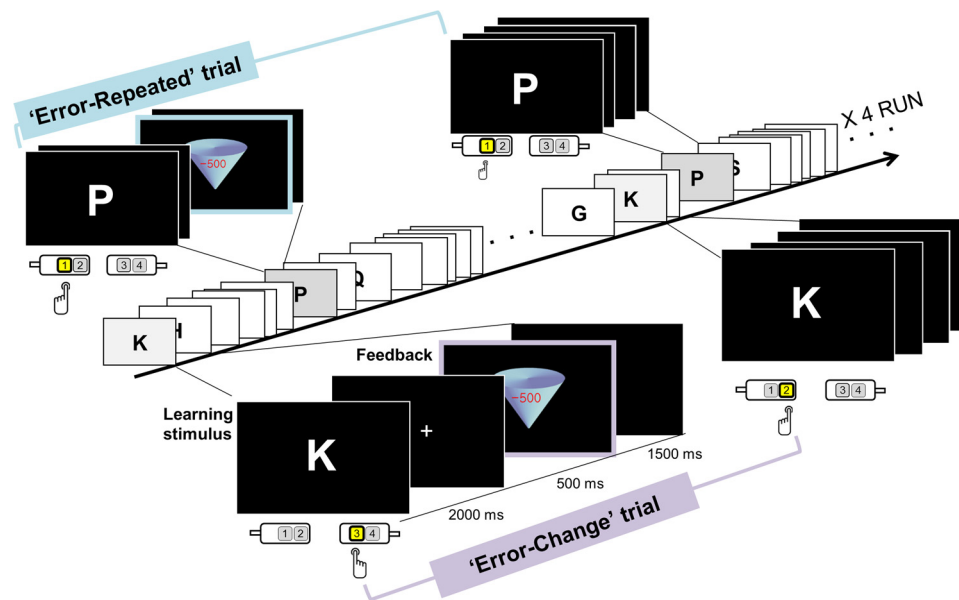 'Error-Repeated' trial
−500
P
1 2 3 4
P
1 2 3 4
X 4 RUN
. . .
K
H
P
Q
. . .
G
K
P
S
K
1 2 3 4
Feedback
−500
+
Learning
stimulus
K
1 2 3 4
2000 ms
500 ms
1500 ms
'Error-Change' trial